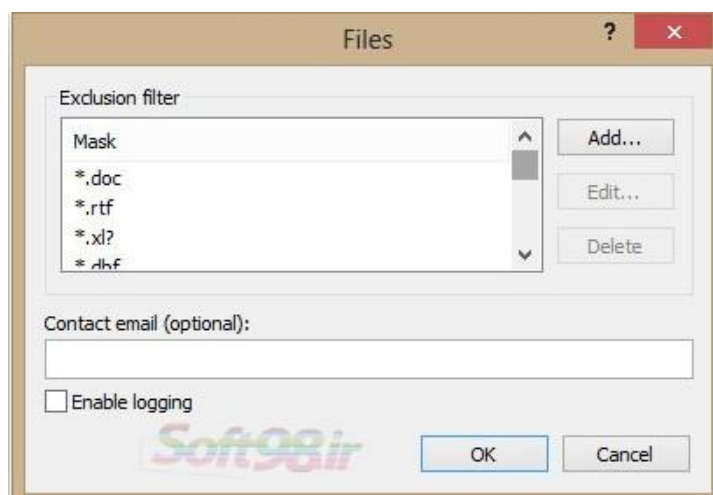 Files
?
Exclusion filter
Mask
*.doc
*.rtf
*.xl?
*.dbf
Add...
Edit...
Delete
Contact email (optional):
Enable logging
Soft98.ir
OK
Cancel